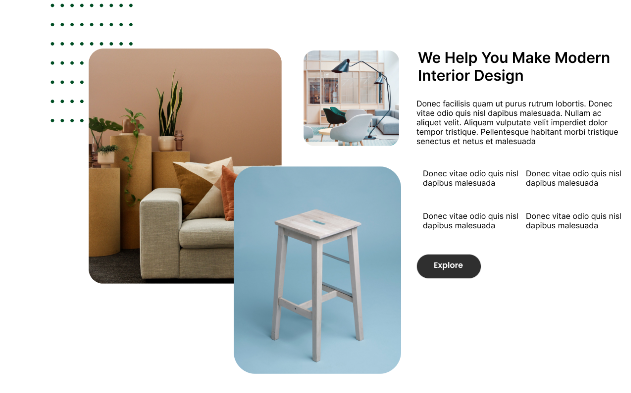 We Help You Make Modern
Interior Design
Donec facilisis quam ut purus rutrum lobortis. Donec
vitae odio quis nisl dapibus malesuada. Nullam ac
aliquet velit. Aliquam vulputate velit imperdiet dolor
tempor tristique. Pellentesque habitant morbi tristique
senectus et netus et malesuada
Donec vitae odio quis nisl
dapibus malesuada
Donec vitae odio quis nisl
dapibus malesuada
Donec vitae odio quis nisl
dapibus malesuada
Donec vitae odio quis nisl
dapibus malesuada
Explore